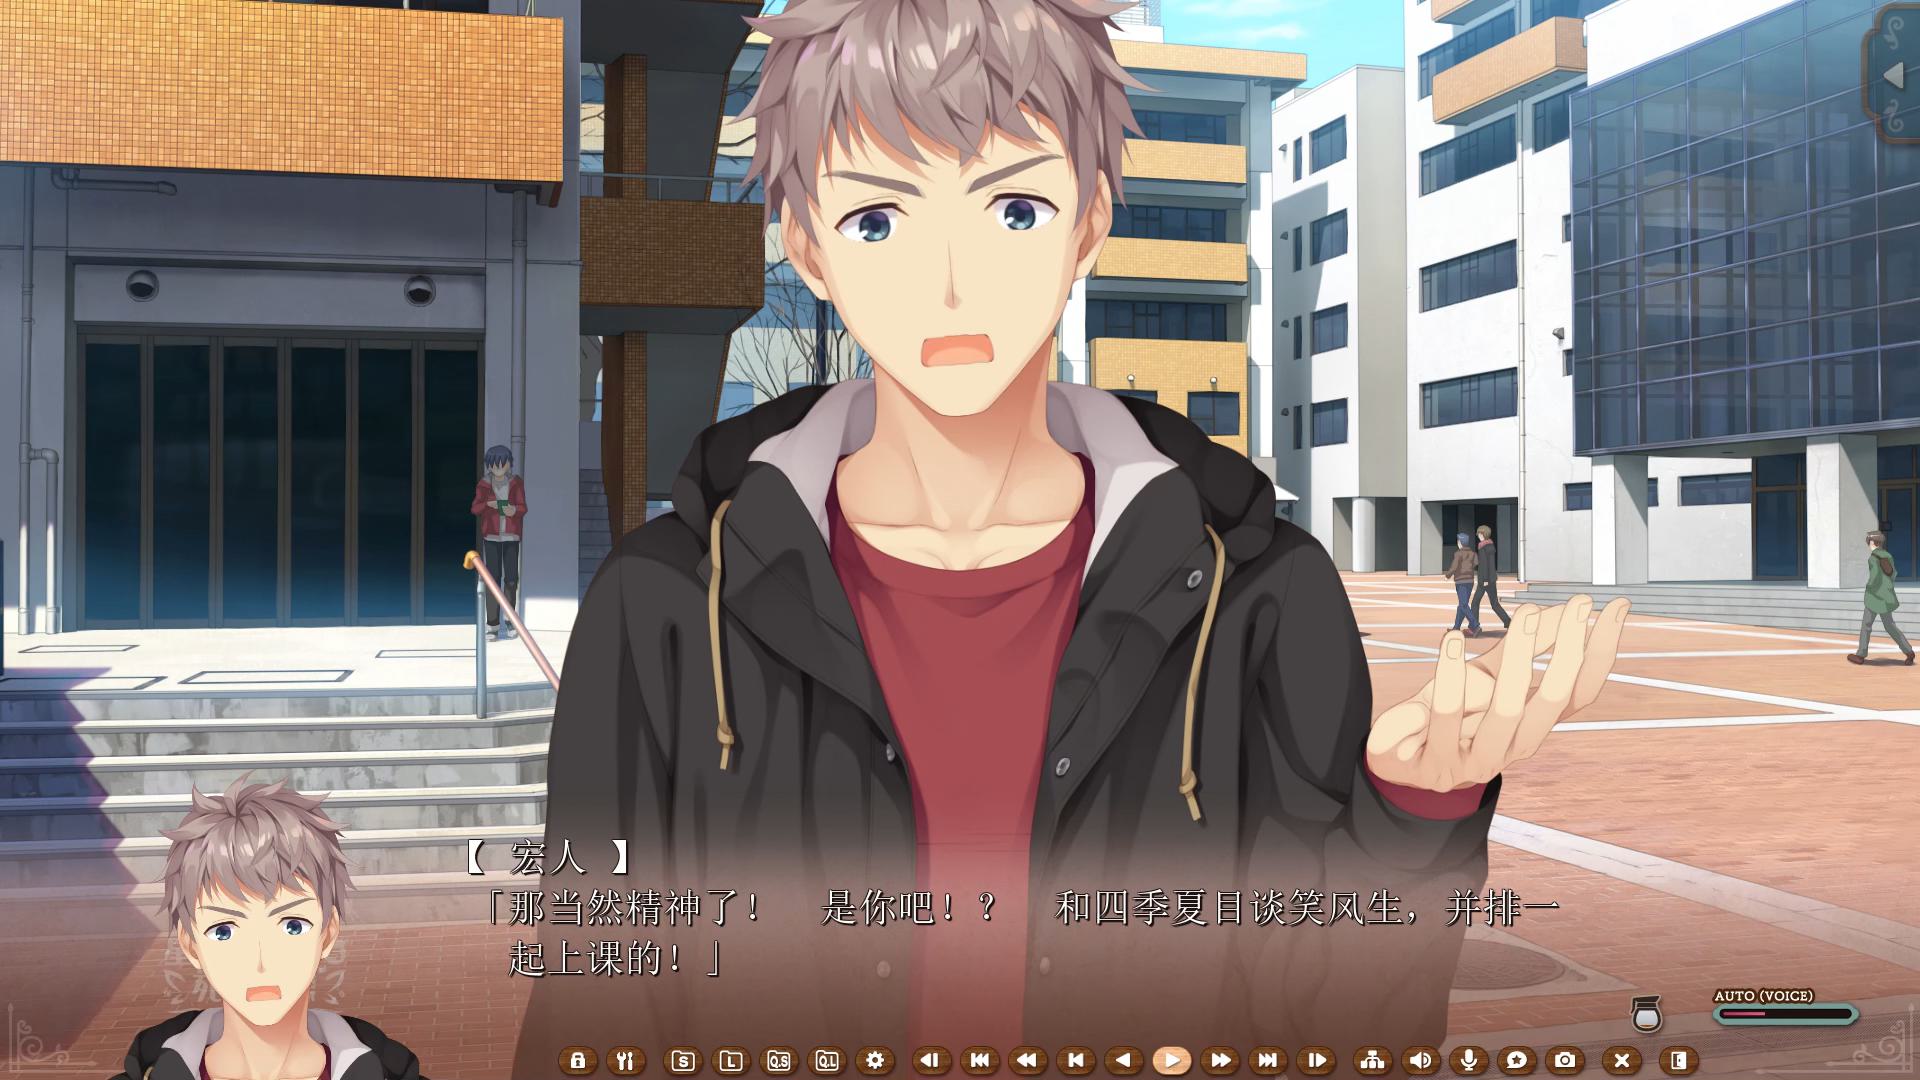 【 宏人 】
「那当然精神了！ 是你吧！？ 和四季夏目谈笑风生，并排一
起上课的！」
AUTO (VOICE)
S L Q.S Q.L